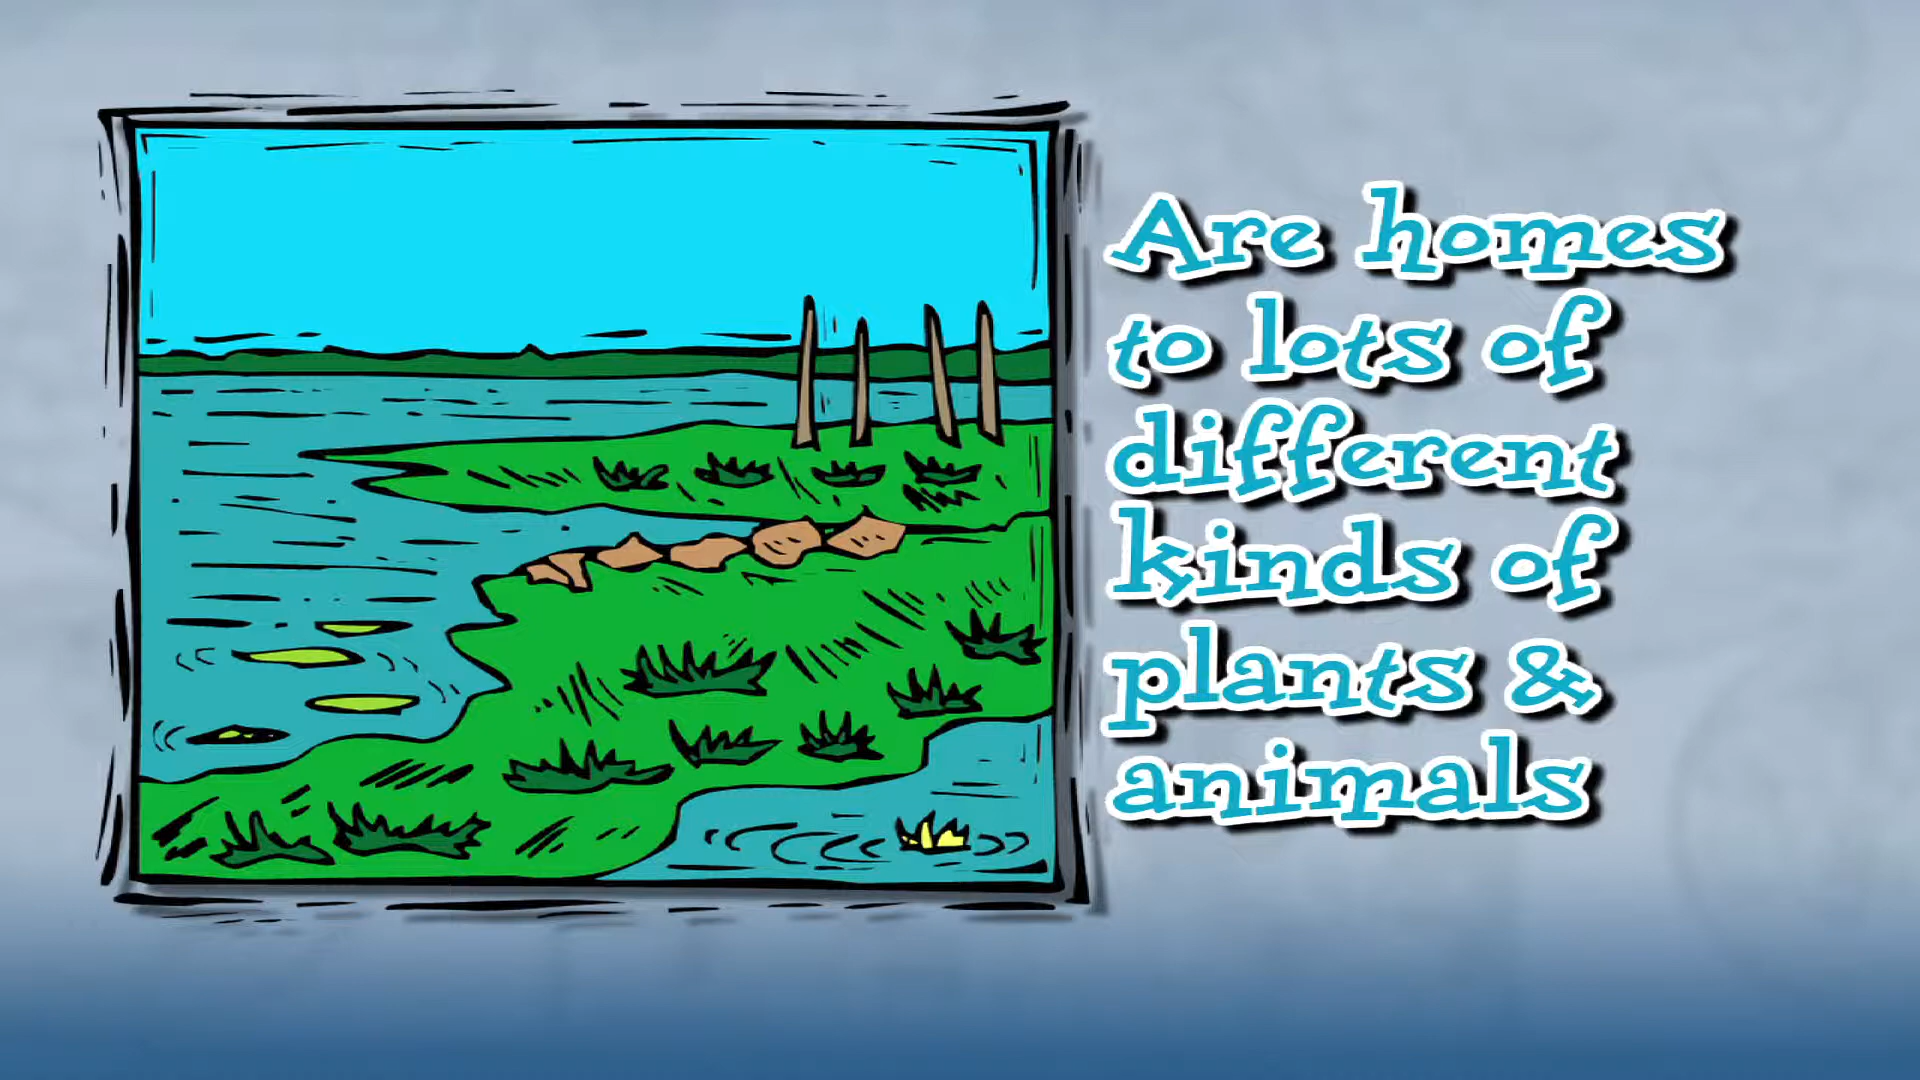 Are homes
to lots of
different
kinds of
plants &
animals